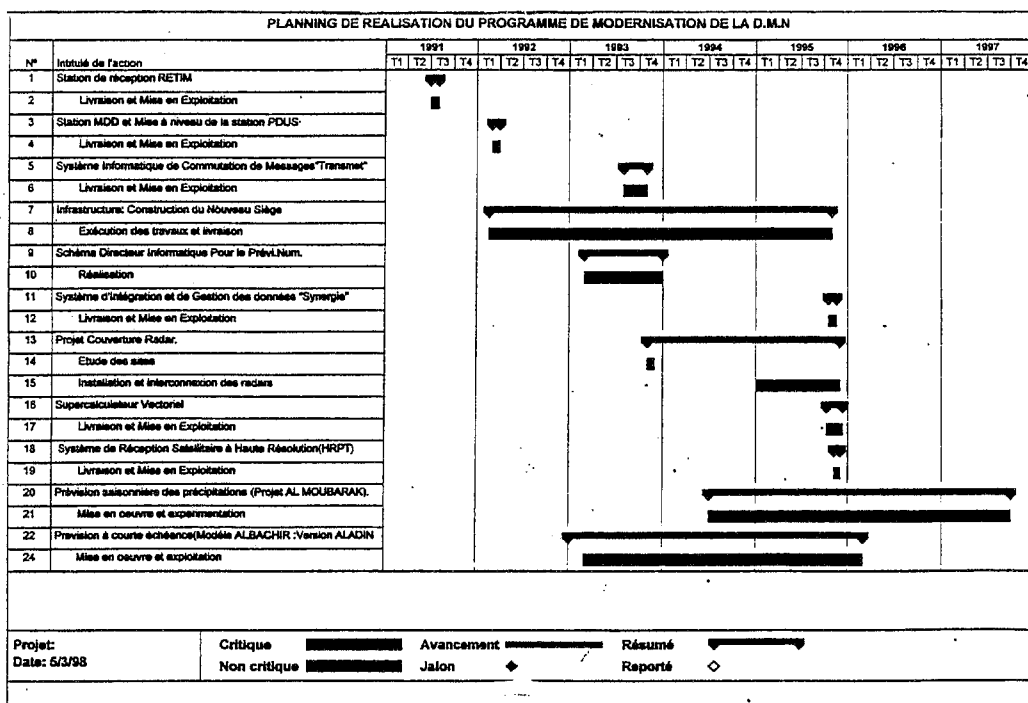 PLANNING DE REALISATION DU PROGRAMME DE MODERNISATION DE LA D.M.N
1991 1992 1993 1994 1995 1996 1997
N° Intitulé de l'action T1 T2 T3 T4 T1 T2 T3 T4 T1 T2 T3 T4 T1 T2 T3 T4 T1 T2 T3 T4 T1 T2 T3 T4 T1 T2 T3 T4
1 Station de réception RETIM
2 Livraison et Mise en Exploitation
3 Station MDD et Mise à niveau de la station PDUS
4 Livraison et Mise en Exploitation
5 Système Informatique de Commutation de Messages"Transmet"
6 Livraison et Mise en Exploitation
7 Infrastructure: Construction du Nouveau Siège
8 Exécution des travaux et livraison
9 Schéma Directeur Informatique Pour le Prévi.Num.
10 Réalisation
11 Système d'Intégration et de Gestion des données "Synergie"
12 Livraison et Mise en Exploitation
13 Projet Couverture Radar.
14 Etude des sites
15 Installation et interconnexion des radars
16 Supercalculateur Vectoriel
17 Livraison et Mise en Exploitation
18 Système de Réception Satellitaire à Haute Résolution(HRPT)
19 Livraison et Mise en Exploitation
20 Prévision saisonnière des précipitations (Projet AL MOUBARAK).
21 Mise en oeuvre et expérimentation
22 Prevision à courte échéance(Modèle ALBACHIR :Version ALADIN
24 Mise en oeuvre et exploitation
Projet: Critique Avancement Résumé
Date: 5/3/98 Non critique Jalon Reporté